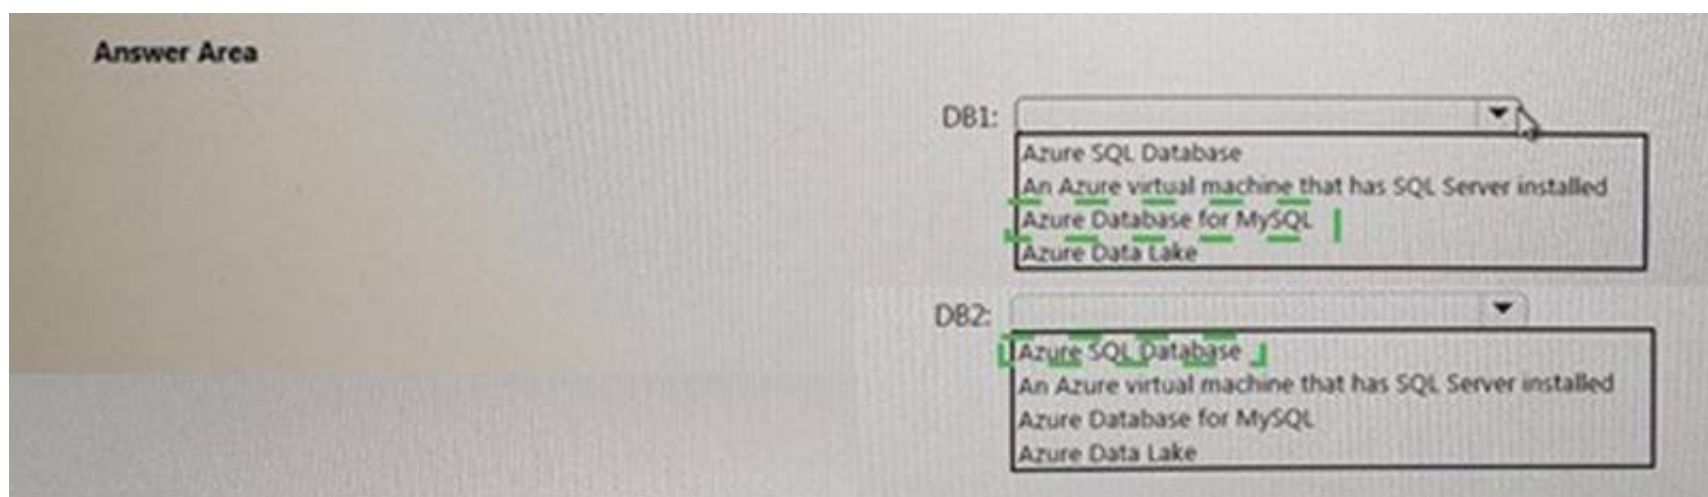 Answer Area
DB1:
Azure SQL Database
An Azure virtual machine that has SQL Server installed
Azure Database for MySQL
Azure Data Lake
DB2:
Azure SQL Database
An Azure virtual machine that has SQL Server installed
Azure Database for MySQL
Azure Data Lake